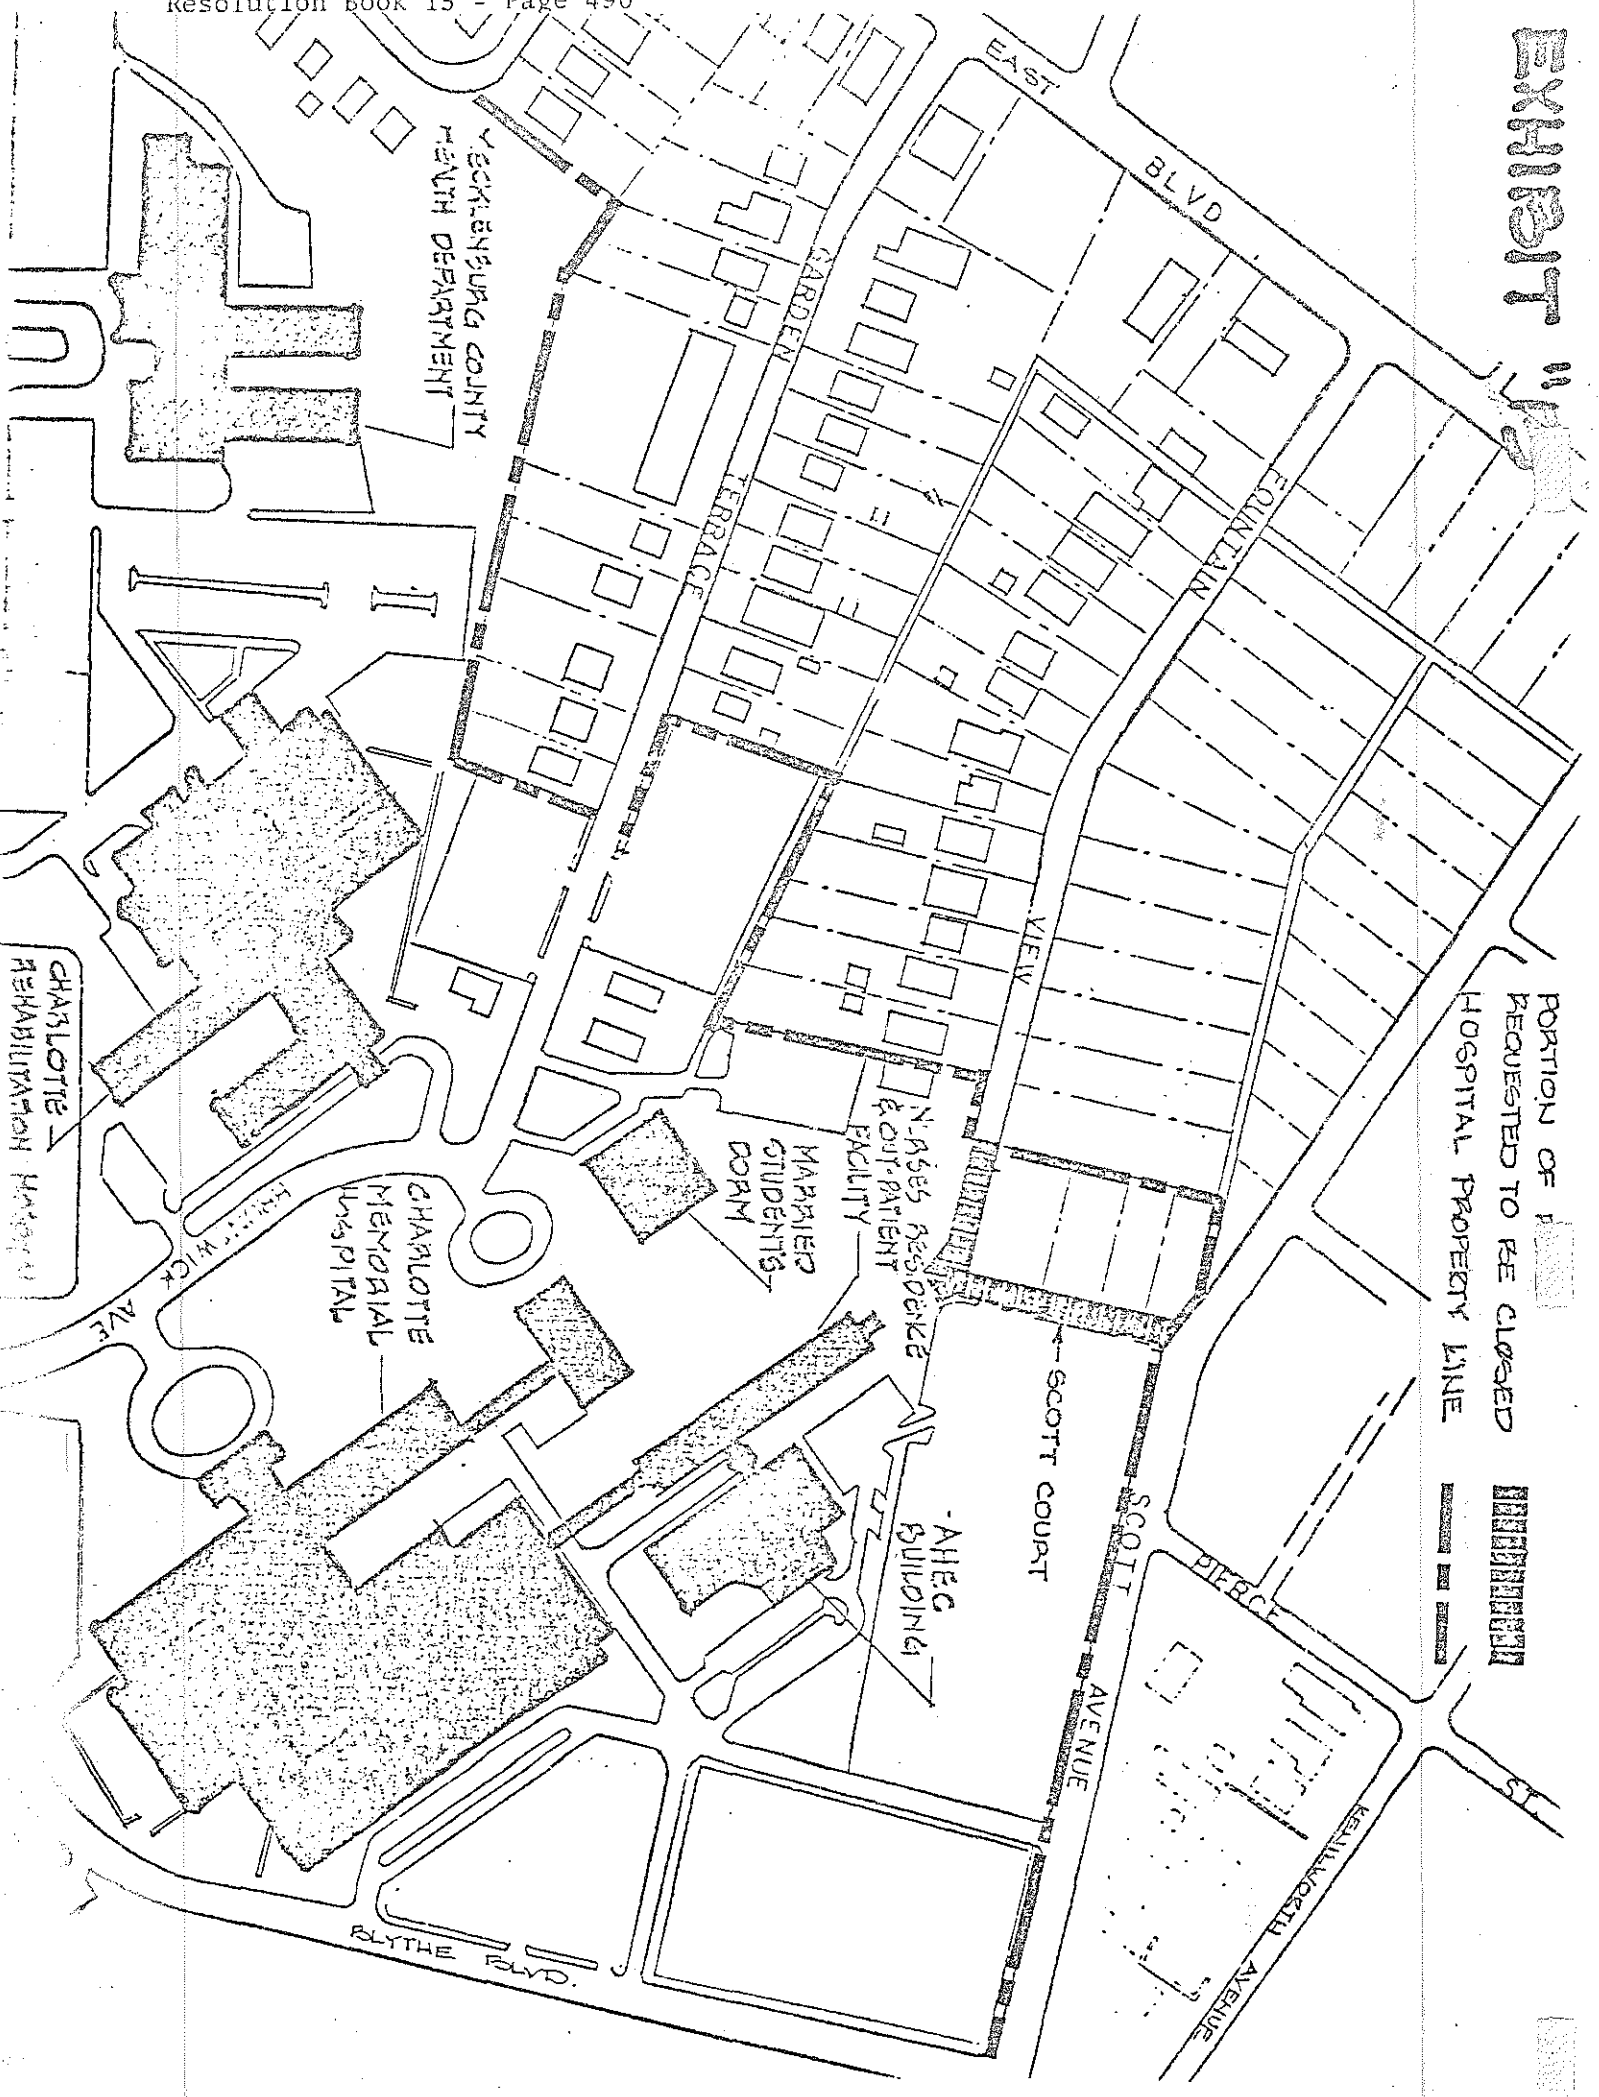 Resolution Book 15 - Page 490
EXHIBIT "
PORTION OF
REQUESTED TO BE CLOSED
HOSPITAL PROPERTY LINE
EAST BLVD
GARDEN TERRACE
FOUNTAIN VIEW
MECKLENBURG COUNTY
HEALTH DEPARTMENT
NURSES RESIDENCE
& OUT-PATIENT
FACILITY
MARRIED
STUDENTS
DORM
CHARLOTTE
MEMORIAL
HOSPITAL
CHARLOTTE
REHABILITATION
AVE
SCOTT COURT
AHEC
BUILDING
SCOTT AVENUE
PIERCE ST.
KENILWORTH AVENUE
BLYTHE BLVD.